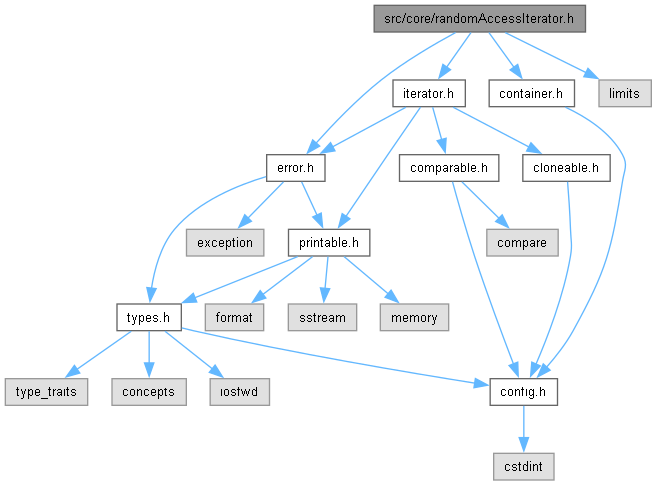 src/core/randomAccessIterator.h
iterator.h
container.h
limits
error.h
comparable.h
cloneable.h
exception
printable.h
compare
types.h
format
sstream
memory
type_traits
concepts
iosfwd
config.h
cstdint